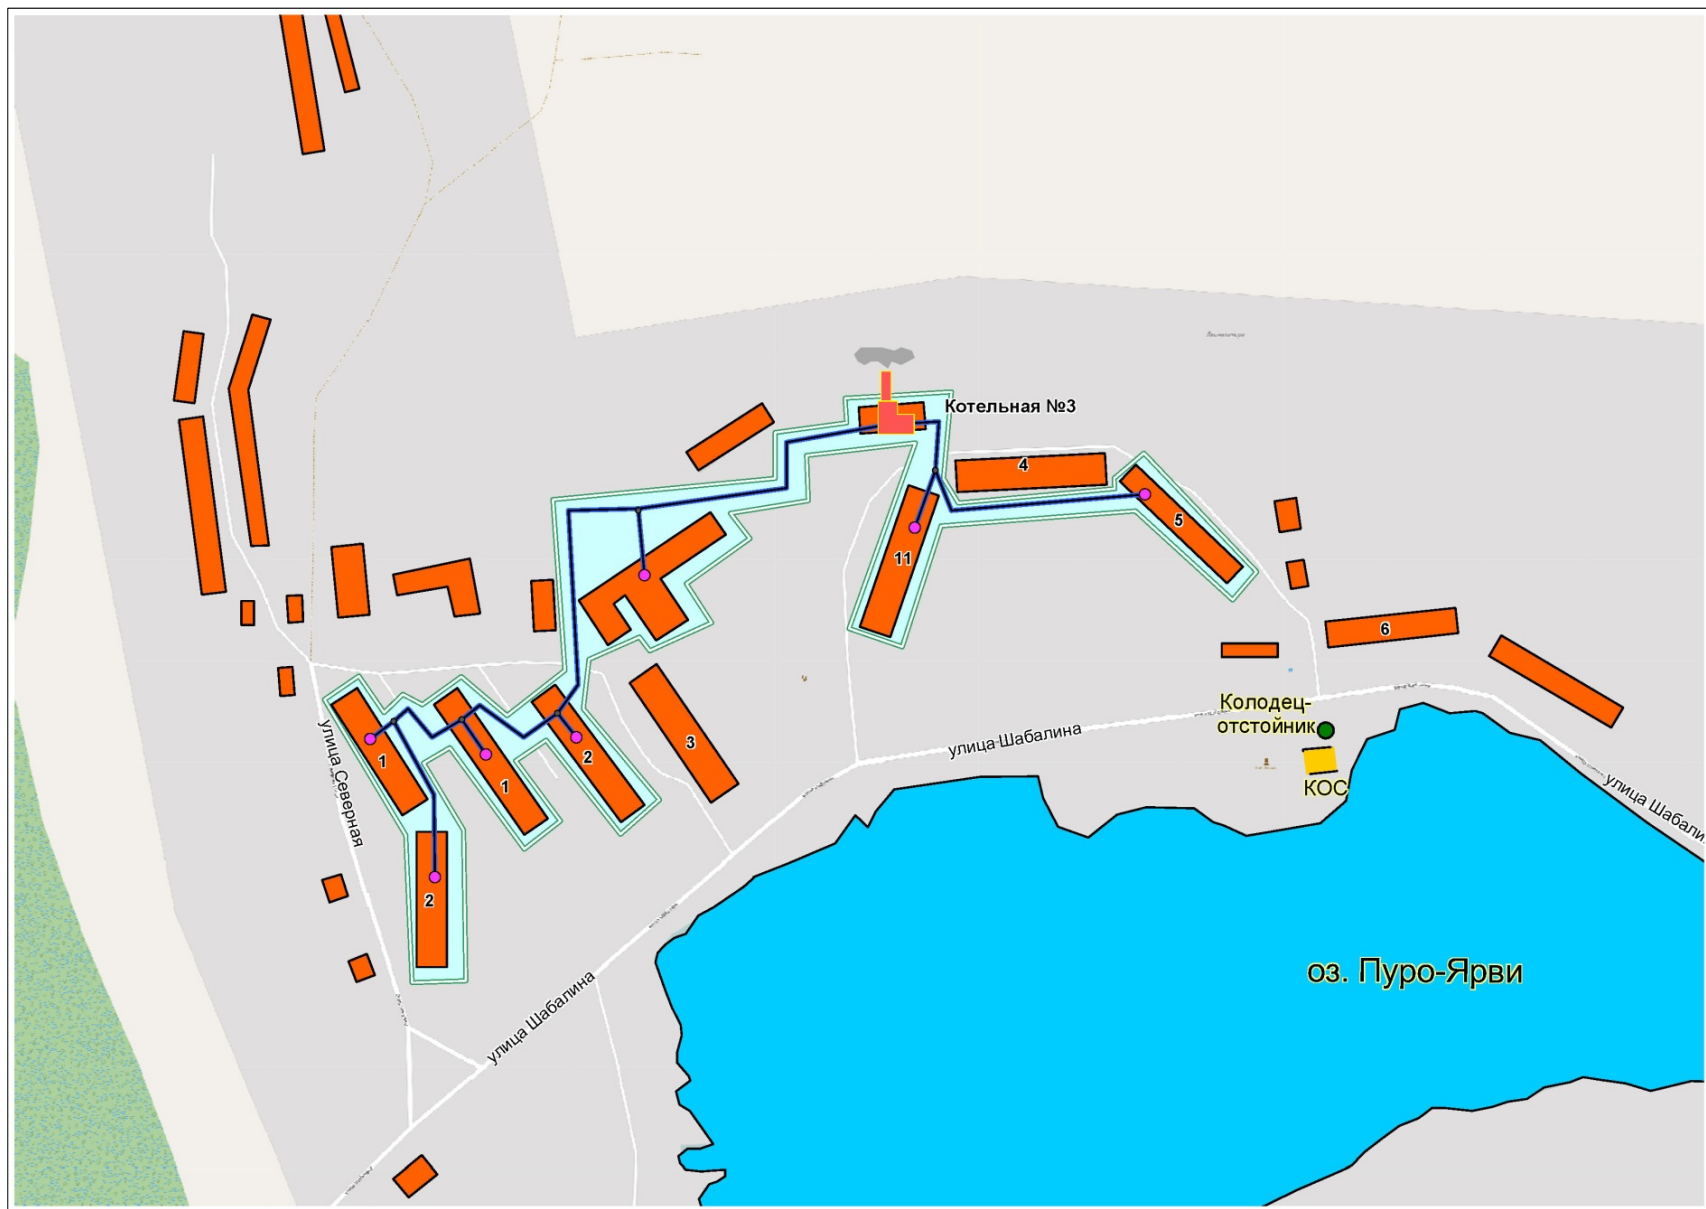 Котельная №3
4
5
11
6
3
2
1
1
2
улица Северная
улица Шабалина
Колодец-
отстойник
КОС
улица Шабали
оз. Пуро-Ярви
улица Шабалина